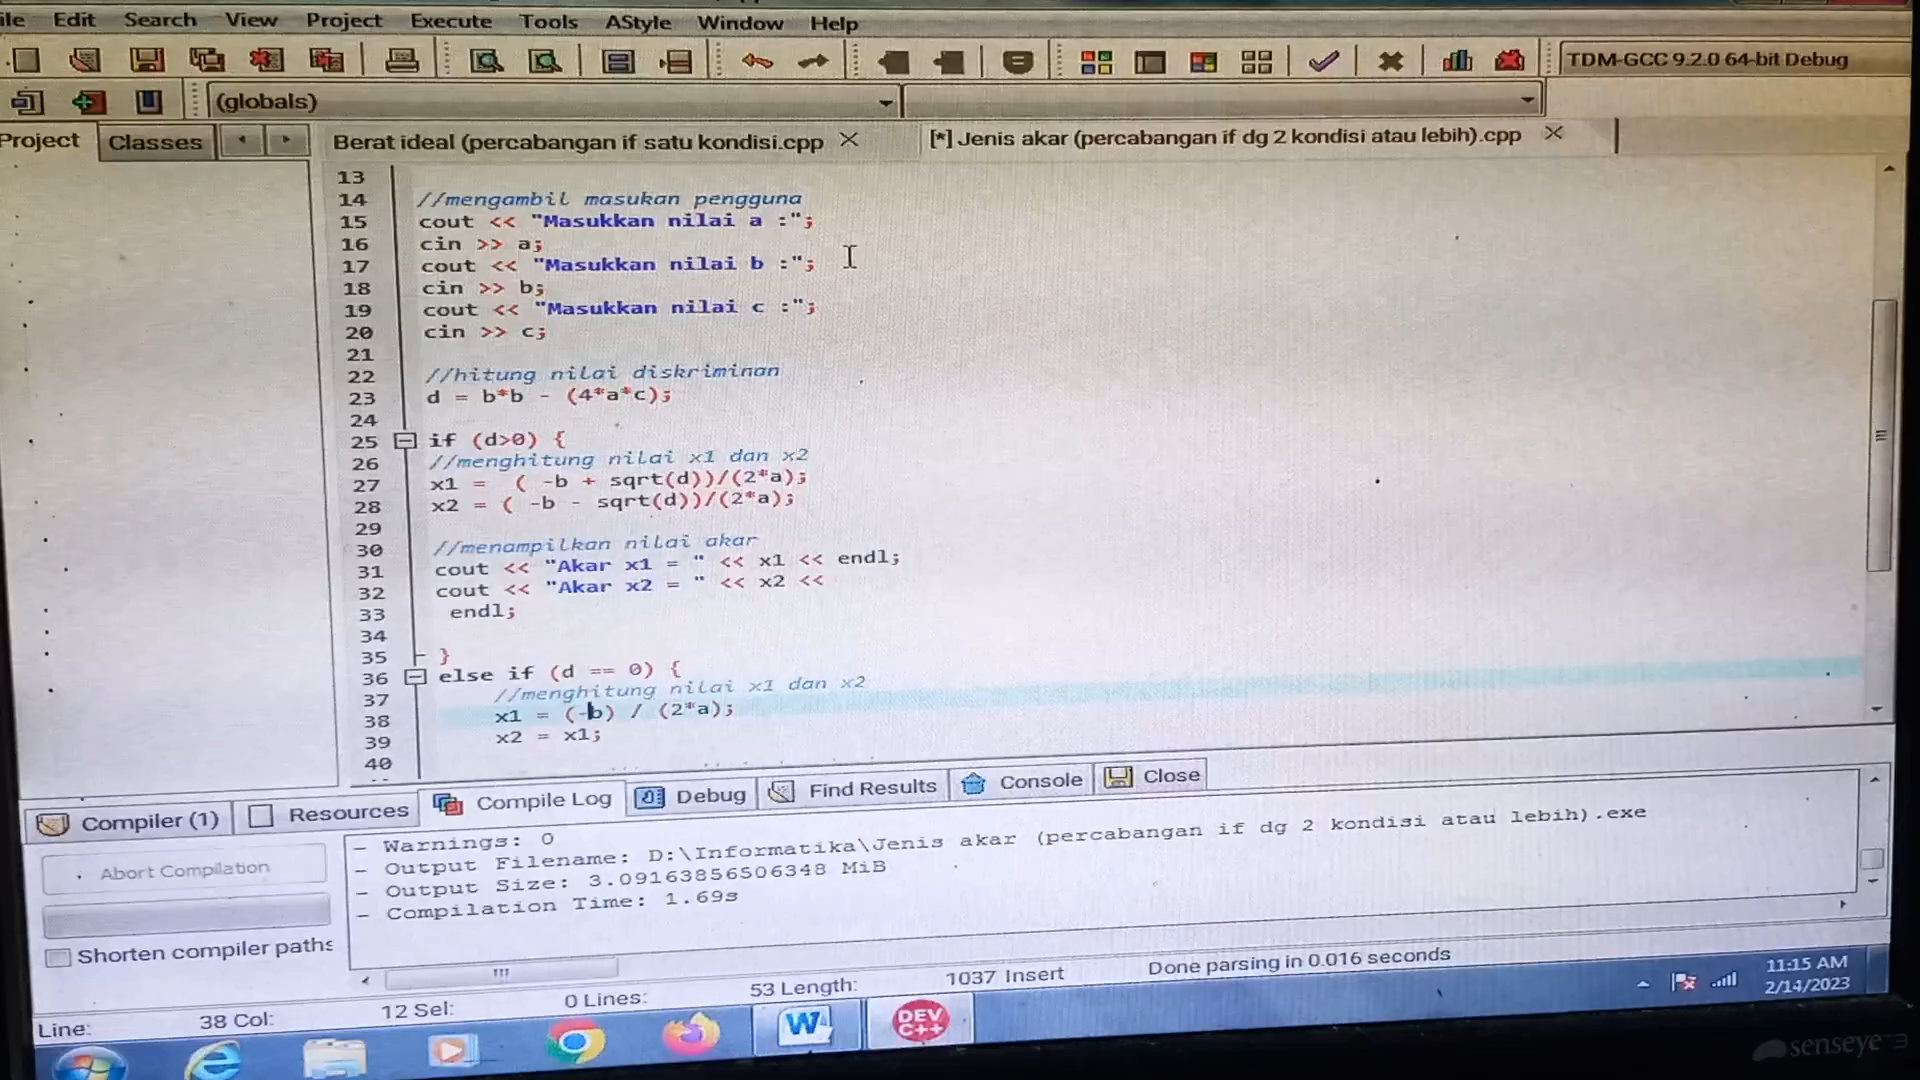 ile Edit Search View Project Execute Tools AStyle Window Help
TDM-GCC 9.2.0 64-bit Debug
(globals)
Project Classes Berat ideal (percabangan if satu kondisi.cpp [*] Jenis akar (percabangan if dg 2 kondisi atau lebih).cpp
13
14 //mengambil masukan pengguna
15 cout << "Masukkan nilai a :";
16 cin >> a;
17 cout << "Masukkan nilai b :";
18 cin >> b;
19 cout << "Masukkan nilai c :";
20 cin >> c;
21
22 //hitung nilai diskriminan
23 d = b*b - (4*a*c);
24
25 if (d>0) {
26 //menghitung nilai x1 dan x2
27 x1 = ( -b + sqrt(d))/(2*a);
28 x2 = ( -b - sqrt(d))/(2*a);
29
30 //menampilkan nilai akar
31 cout << "Akar x1 = " << x1 << endl;
32 cout << "Akar x2 = " << x2 <<
33 endl;
34
35 }
36 else if (d == 0) {
37 //menghitung nilai x1 dan x2
38 x1 = (-b) / (2*a);
39 x2 = x1;
40
Compiler (1) Resources Compile Log Debug Find Results Console Close
Abort Compilation
Shorten compiler paths
- Warnings: 0
- Output Filename: D:\Informatika\Jenis akar (percabangan if dg 2 kondisi atau lebih).exe
- Output Size: 3.09163856506348 MiB
- Compilation Time: 1.69s
Line: 38 Col: 12 Sel: 0 Lines: 53 Length: 1037 Insert Done parsing in 0.016 seconds
W
DEV
C++
11:15 AM
2/14/2023
senseye 3